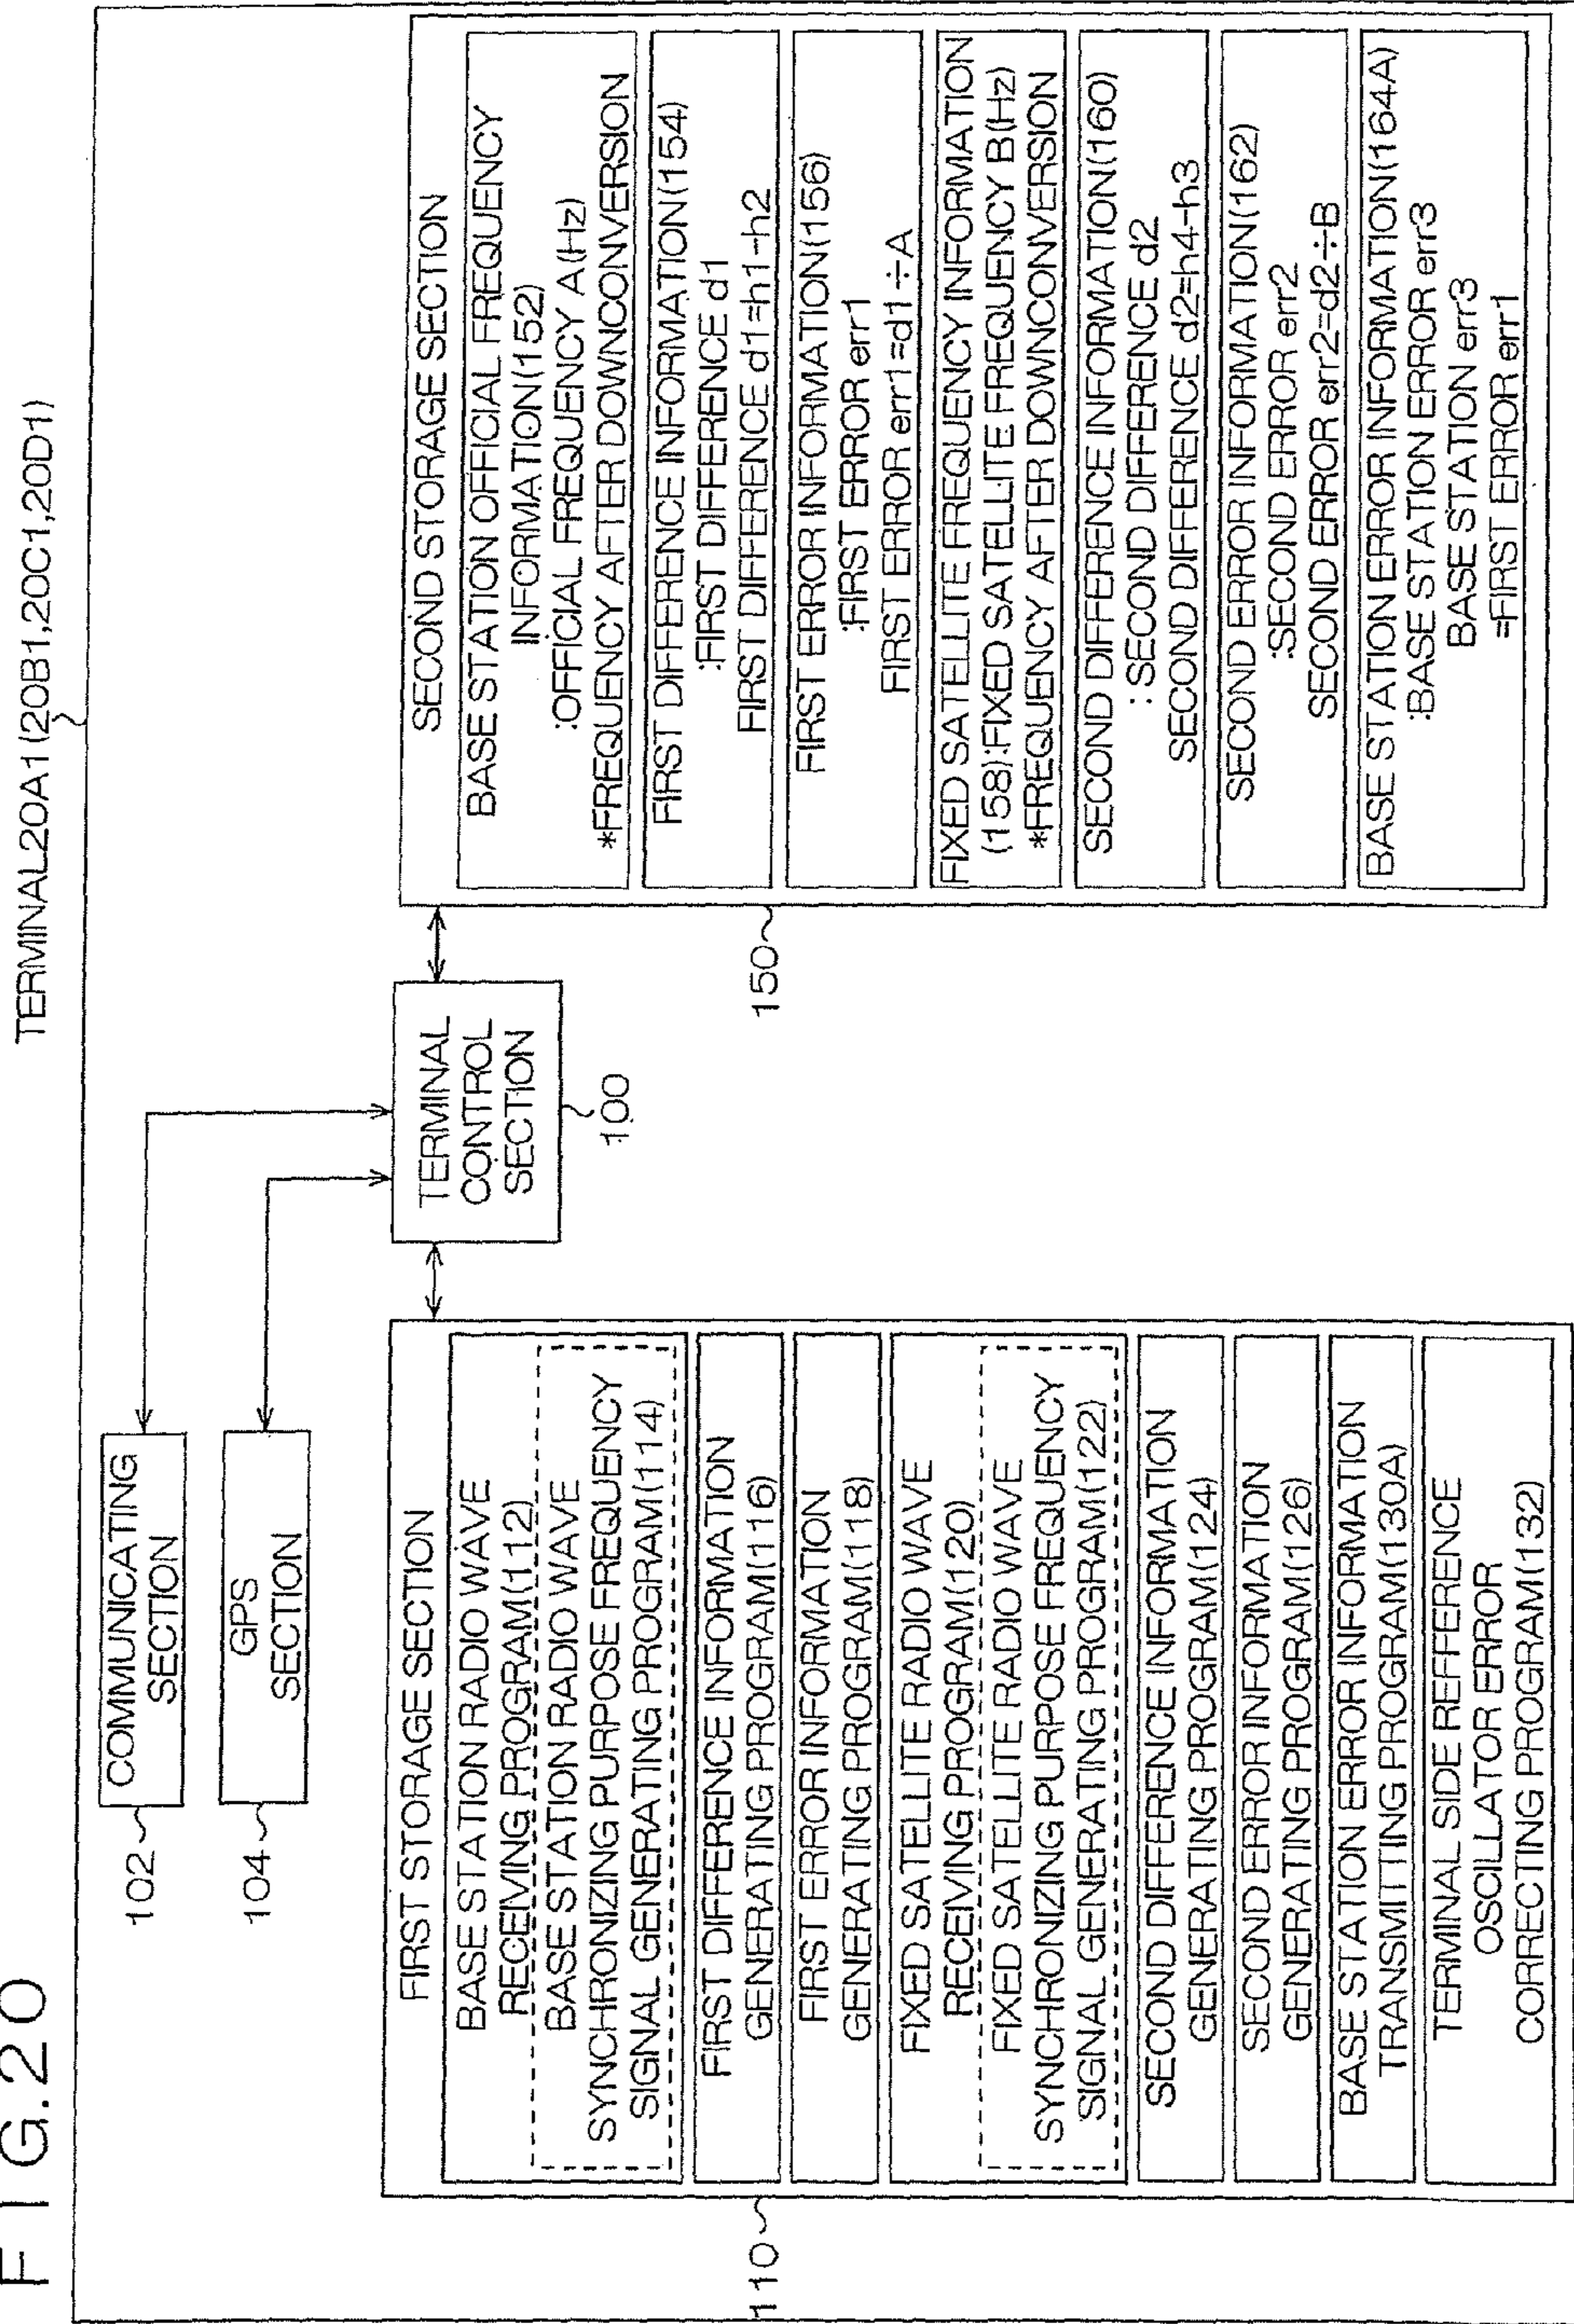 FIG.20
TERMINAL20A1(20B1,20C1,20D1)
102
COMMUNICATING
SECTION
104
GPS
SECTION
TERMINAL
CONTROL
SECTION
100
110
FIRST STORAGE SECTION
BASE STATION RADIO WAVE
RECEIVING PROGRAM(112)
BASE STATION RADIO WAVE
SYNCHRONIZING PURPOSE FREQUENCY
SIGNAL GENERATING PROGRAM(114)
FIRST DIFFERENCE INFORMATION
GENERATING PROGRAM(116)
FIRST ERROR INFORMATION
GENERATING PROGRAM(118)
FIXED SATELLITE RADIO WAVE
RECEIVING PROGRAM(120)
FIXED SATELLITE RADIO WAVE
SYNCHRONIZING PURPOSE FREQUENCY
SIGNAL GENERATING PROGRAM(122)
SECOND DIFFERENCE INFORMATION
GENERATING PROGRAM(124)
SECOND ERROR INFORMATION
GENERATING PROGRAM(126)
BASE STATION ERROR INFORMATION
TRANSMITTING PROGRAM(130A)
TERMINAL SIDE REFFERENCE
OSCILLATOR ERROR
CORRECTING PROGRAM(132)
150
SECOND STORAGE SECTION
BASE STATION OFFICIAL FREQUENCY
INFORMATION(152)
:OFFICIAL FREQUENCY A(Hz)
*FREQUENCY AFTER DOWNCONVERSION
FIRST DIFFERENCE INFORMATION(154)
:FIRST DIFFERENCE d1
FIRST DIFFERENCE d1=h1-h2
FIRST ERROR INFORMATION(156)
:FIRST ERROR err1
FIRST ERROR err1=d1÷A
FIXED SATELLITE FREQUENCY INFORMATION
(158):FIXED SATELLITE FREQUENCY B(Hz)
*FREQUENCY AFTER DOWNCONVERSION
SECOND DIFFERENCE INFORMATION(160)
: SECOND DIFFERENCE d2
SECOND DIFFERENCE d2=h4-h3
SECOND ERROR INFORMATION(162)
:SECOND ERROR err2
SECOND ERROR err2=d2÷B
BASE STATION ERROR INFORMATION(164A)
:BASE STATION ERROR err3
BASE STATION err3
=FIRST ERROR err1